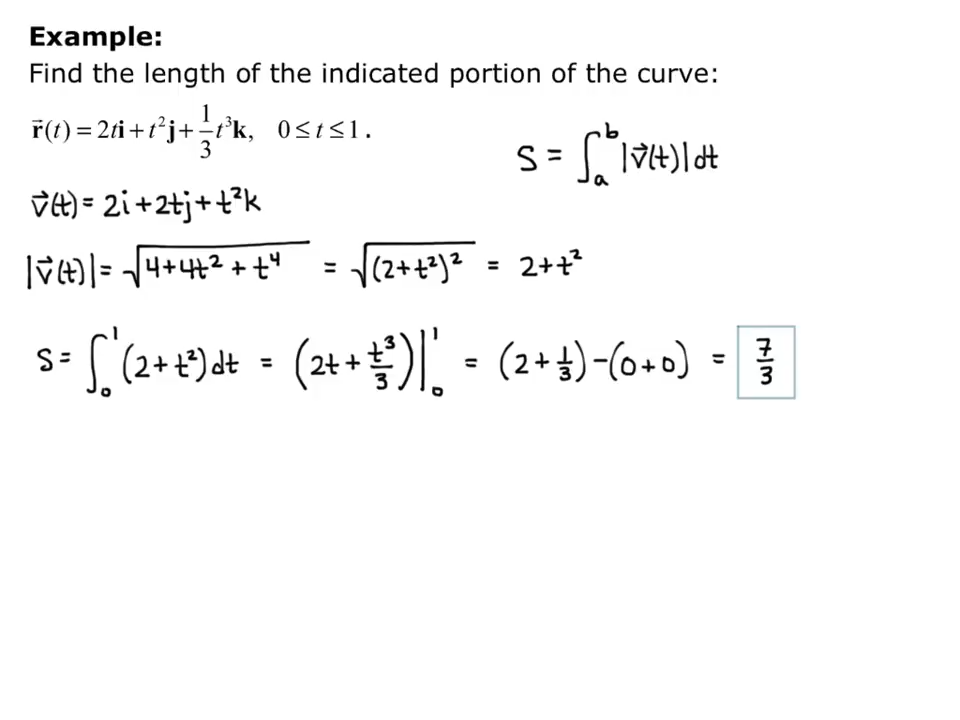 Example:
Find the length of the indicated portion of the curve:
r⃗(t) = 2ti + t²j + 1/3 t³k, 0 ≤ t ≤ 1.
S = ∫ₐᵇ |v⃗(t)| dt
v⃗(t) = 2i + 2tj + t²k
|v⃗(t)| = √(4+4t² + t⁴) = √((2+t²)²) = 2+t²
S = ∫₀¹ (2+t²) dt = (2t + t³/3)|₀¹ = (2+1/3) − (0+0) = 7/3